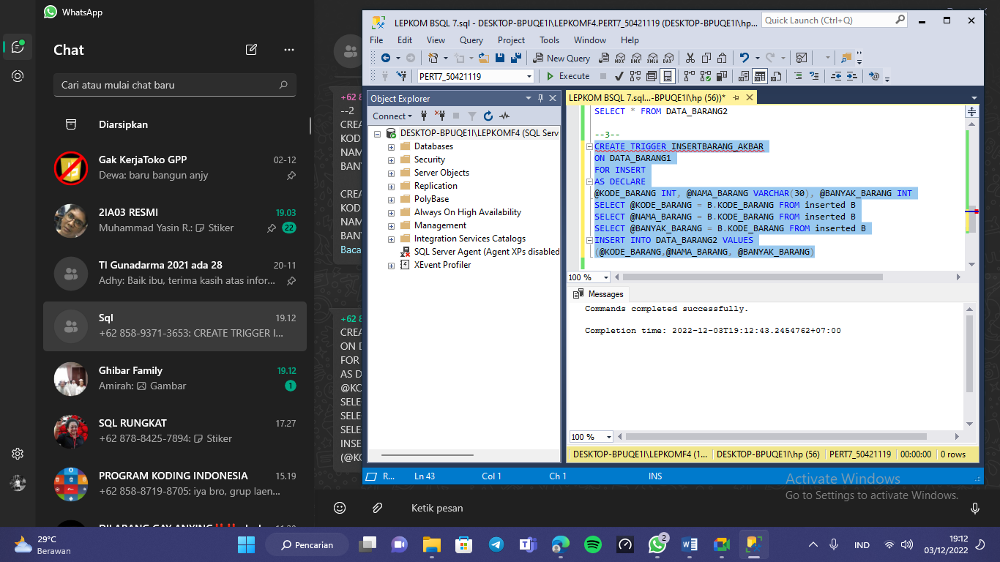 WhatsApp
Chat
Cari atau mulai chat baru
Diarsipkan
Gak KerjaToko GPP
02-12
Dewa: baru bangun anjy
2IA03 RESMI
19.03
Muhammad Yasin R.: Stiker
22
TI Gunadarma 2021 ada 28
20-11
Adhy: Baik ibu, terima kasih atas infor...
Sql
19.12
+62 858-9371-3653: CREATE TRIGGER I...
Ghibar Family
19.12
Amirah: Gambar
1
SQL RUNGKAT
17.27
+62 878-8425-7894: Stiker
PROGRAM KODING INDONESIA
15.19
+62 858-8719-8705: iya bro, grup laen...
+62 8
--2
CREA
KOD
NAM
BANT
CREA
KOD
NAM
BANT
Baca
+62 8
CREA
ON D
FOR
AS D
@KO
SELE
SELE
SELE
INSE
(@KO
Ketik pesan
LEPKOM BSQL 7.sql - DESKTOP-BPUQE1I\LEPKOMF4.PERT7_50421119 (DESKTOP-BPUQE1I\hp...
Quick Launch (Ctrl+Q)
File Edit View Query Project Tools Window Help
New Query
MDX DMX XMLA DAX
PERT7_50421119
Execute
Object Explorer
Connect
DESKTOP-BPUQE1I\LEPKOMF4 (SQL Serv
Databases
Security
Server Objects
Replication
PolyBase
Always On High Availability
Management
Integration Services Catalogs
SQL Server Agent (Agent XPs disabled
XEvent Profiler
LEPKOM BSQL 7.sql...-BPUQE1I\hp (56))*
SELECT * FROM DATA_BARANG2
--3--
CREATE TRIGGER INSERTBARANG_AKBAR
ON DATA_BARANG1
FOR INSERT
AS DECLARE
@KODE_BARANG INT, @NAMA_BARANG VARCHAR(30), @BANYAK_BARANG INT
SELECT @KODE_BARANG = B.KODE_BARANG FROM inserted B
SELECT @NAMA_BARANG = B.KODE_BARANG FROM inserted B
SELECT @BANYAK_BARANG = B.KODE_BARANG FROM inserted B
INSERT INTO DATA_BARANG2 VALUES
(@KODE_BARANG,@NAMA_BARANG, @BANYAK_BARANG)
100 %
Messages
Commands completed successfully.
Completion time: 2022-12-03T19:12:43.2454762+07:00
100 %
DESKTOP-BPUQE1I\LEPKOMF4 (1... DESKTOP-BPUQE1I\hp (56) PERT7_50421119 00:00:00 0 rows
R... Ln 43 Col 1 Ch 1 INS
Activate Windows
Go to Settings to activate Windows.
29°C
Berawan
Pencarian
2
IND
19:12
03/12/2022